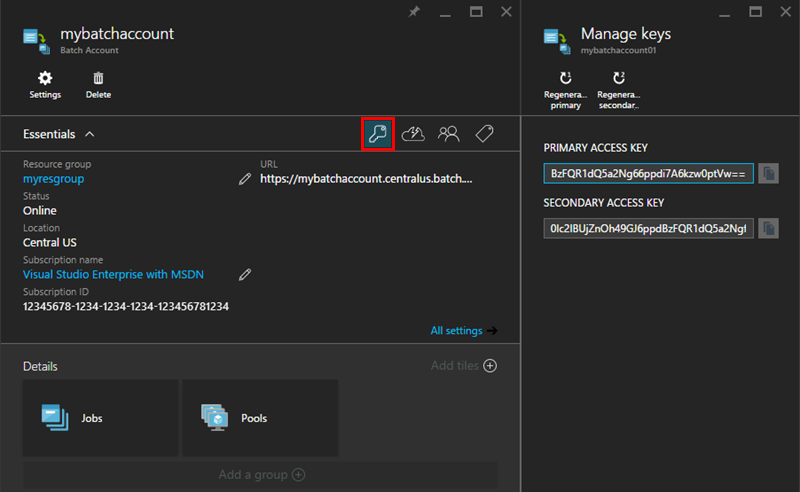 mybatchaccount
Batch Account
Settings
Delete
Essentials
Resource group
myresgroup
Status
Online
Location
Central US
Subscription name
Visual Studio Enterprise with MSDN
Subscription ID
12345678-1234-1234-1234-123456781234
URL
https://mybatchaccount.centralus.batch....
All settings
Details
Add tiles
Jobs
Pools
Add a group
Manage keys
mybatchaccount01
Regenera... primary
Regenera... secondar...
PRIMARY ACCESS KEY
BzFQR1dQ5a2Ng66ppdi7A6kzw0ptVw==
SECONDARY ACCESS KEY
0lc2IBUjZnOh49GJ6ppdBzFQR1dQ5a2Ngf